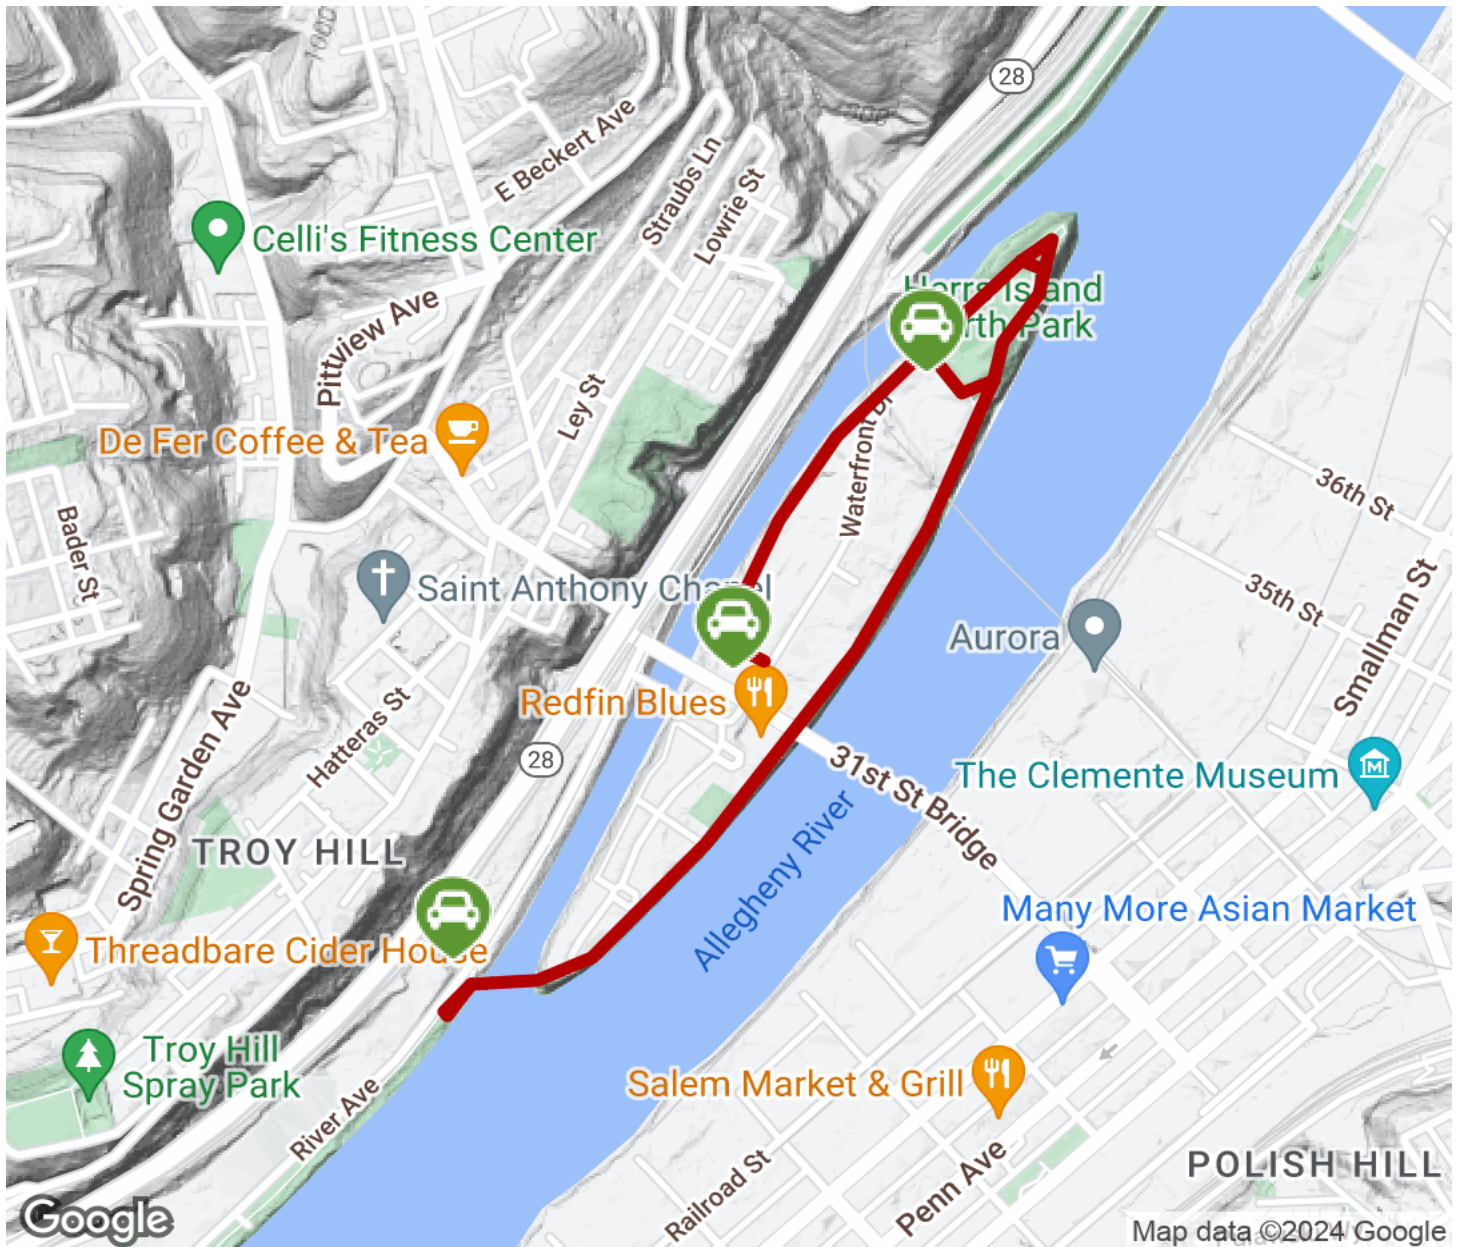 28
E Beckert Ave
Straubs Ln
Lowrie St
Celli's Fitness Center
Pittview Ave
Herrs Island
rth Park
Ley St
De Fer Coffee & Tea
Waterfront Dr
36th St
Bader St
35th St
Smallman St
Saint Anthony Chapel
Aurora
Redfin Blues
Spring Garden Ave
Hatteras St
28
31st St Bridge
The Clemente Museum
Allegheny River
TROY HILL
Many More Asian Market
Threadbare Cider House
Troy Hill
Spray Park
River Ave
Salem Market & Grill
Railroad St
Penn Ave
POLISH HILL
Google
Map data ©2024 Google